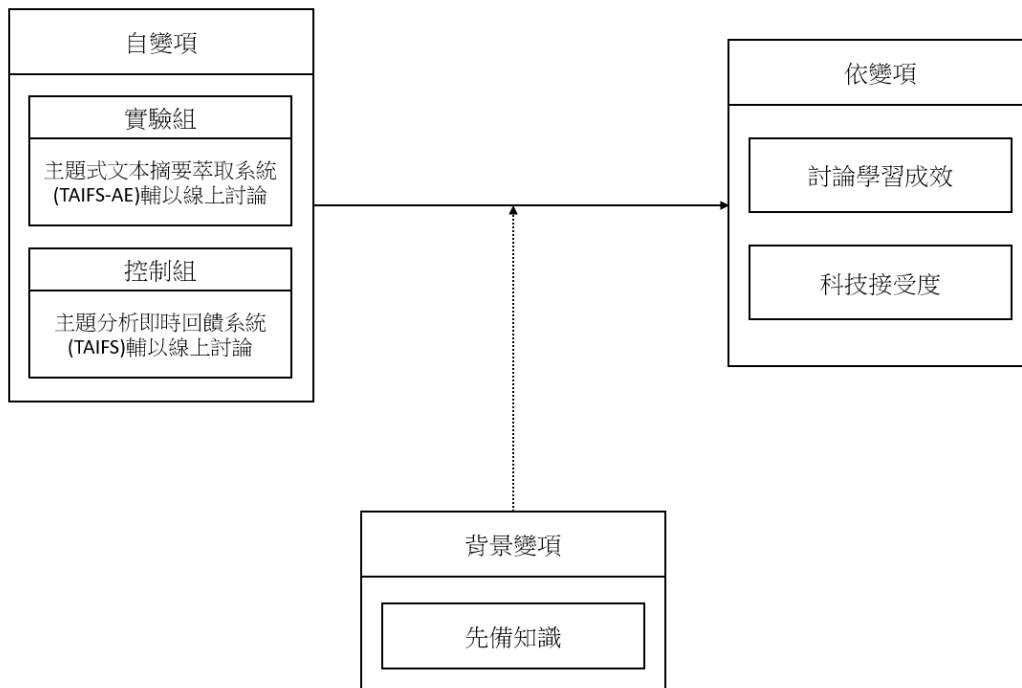 自變項
實驗組
主題式文本摘要萃取系統
(TAIFS-AE)輔以線上討論
控制組
主題分析即時回饋系統
(TAIFS)輔以線上討論
依變項
討論學習成效
科技接受度
背景變項
先備知識